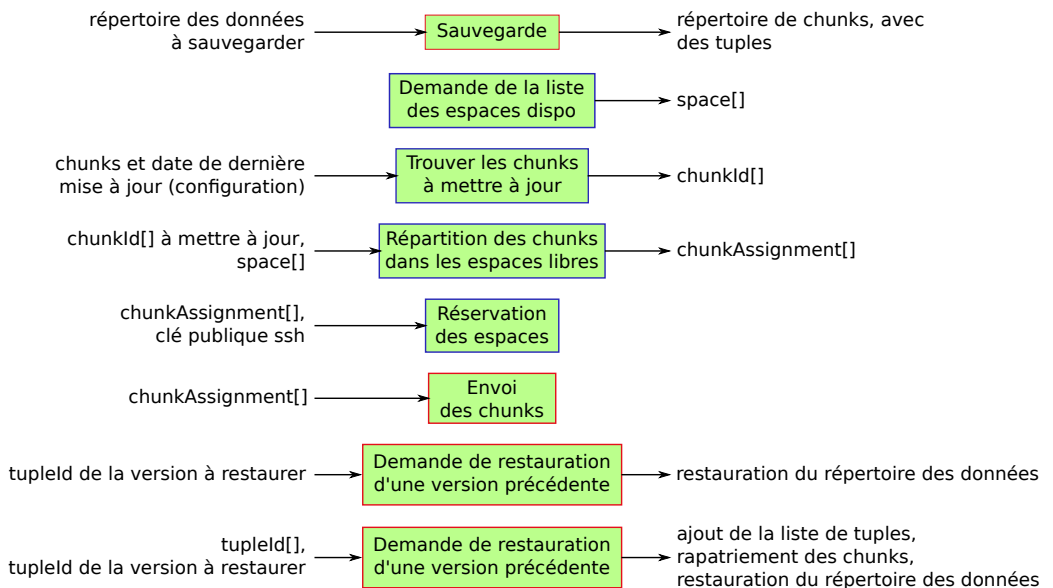 répertoire des données
à sauvegarder
Sauvegarde
répertoire de chunks, avec
des tuples
Demande de la liste
des espaces dispo
space[]
chunks et date de dernière
mise à jour (configuration)
Trouver les chunks
à mettre à jour
chunkId[]
chunkId[] à mettre à jour,
space[]
Répartition des chunks
dans les espaces libres
chunkAssignment[]
chunkAssignment[],
clé publique ssh
Réservation
des espaces
chunkAssignment[]
Envoi
des chunks
tupleId de la version à restaurer
Demande de restauration
d'une version précédente
restauration du répertoire des données
tupleId[],
tupleId de la version à restaurer
Demande de restauration
d'une version précédente
ajout de la liste de tuples,
rapatriement des chunks,
restauration du répertoire des données